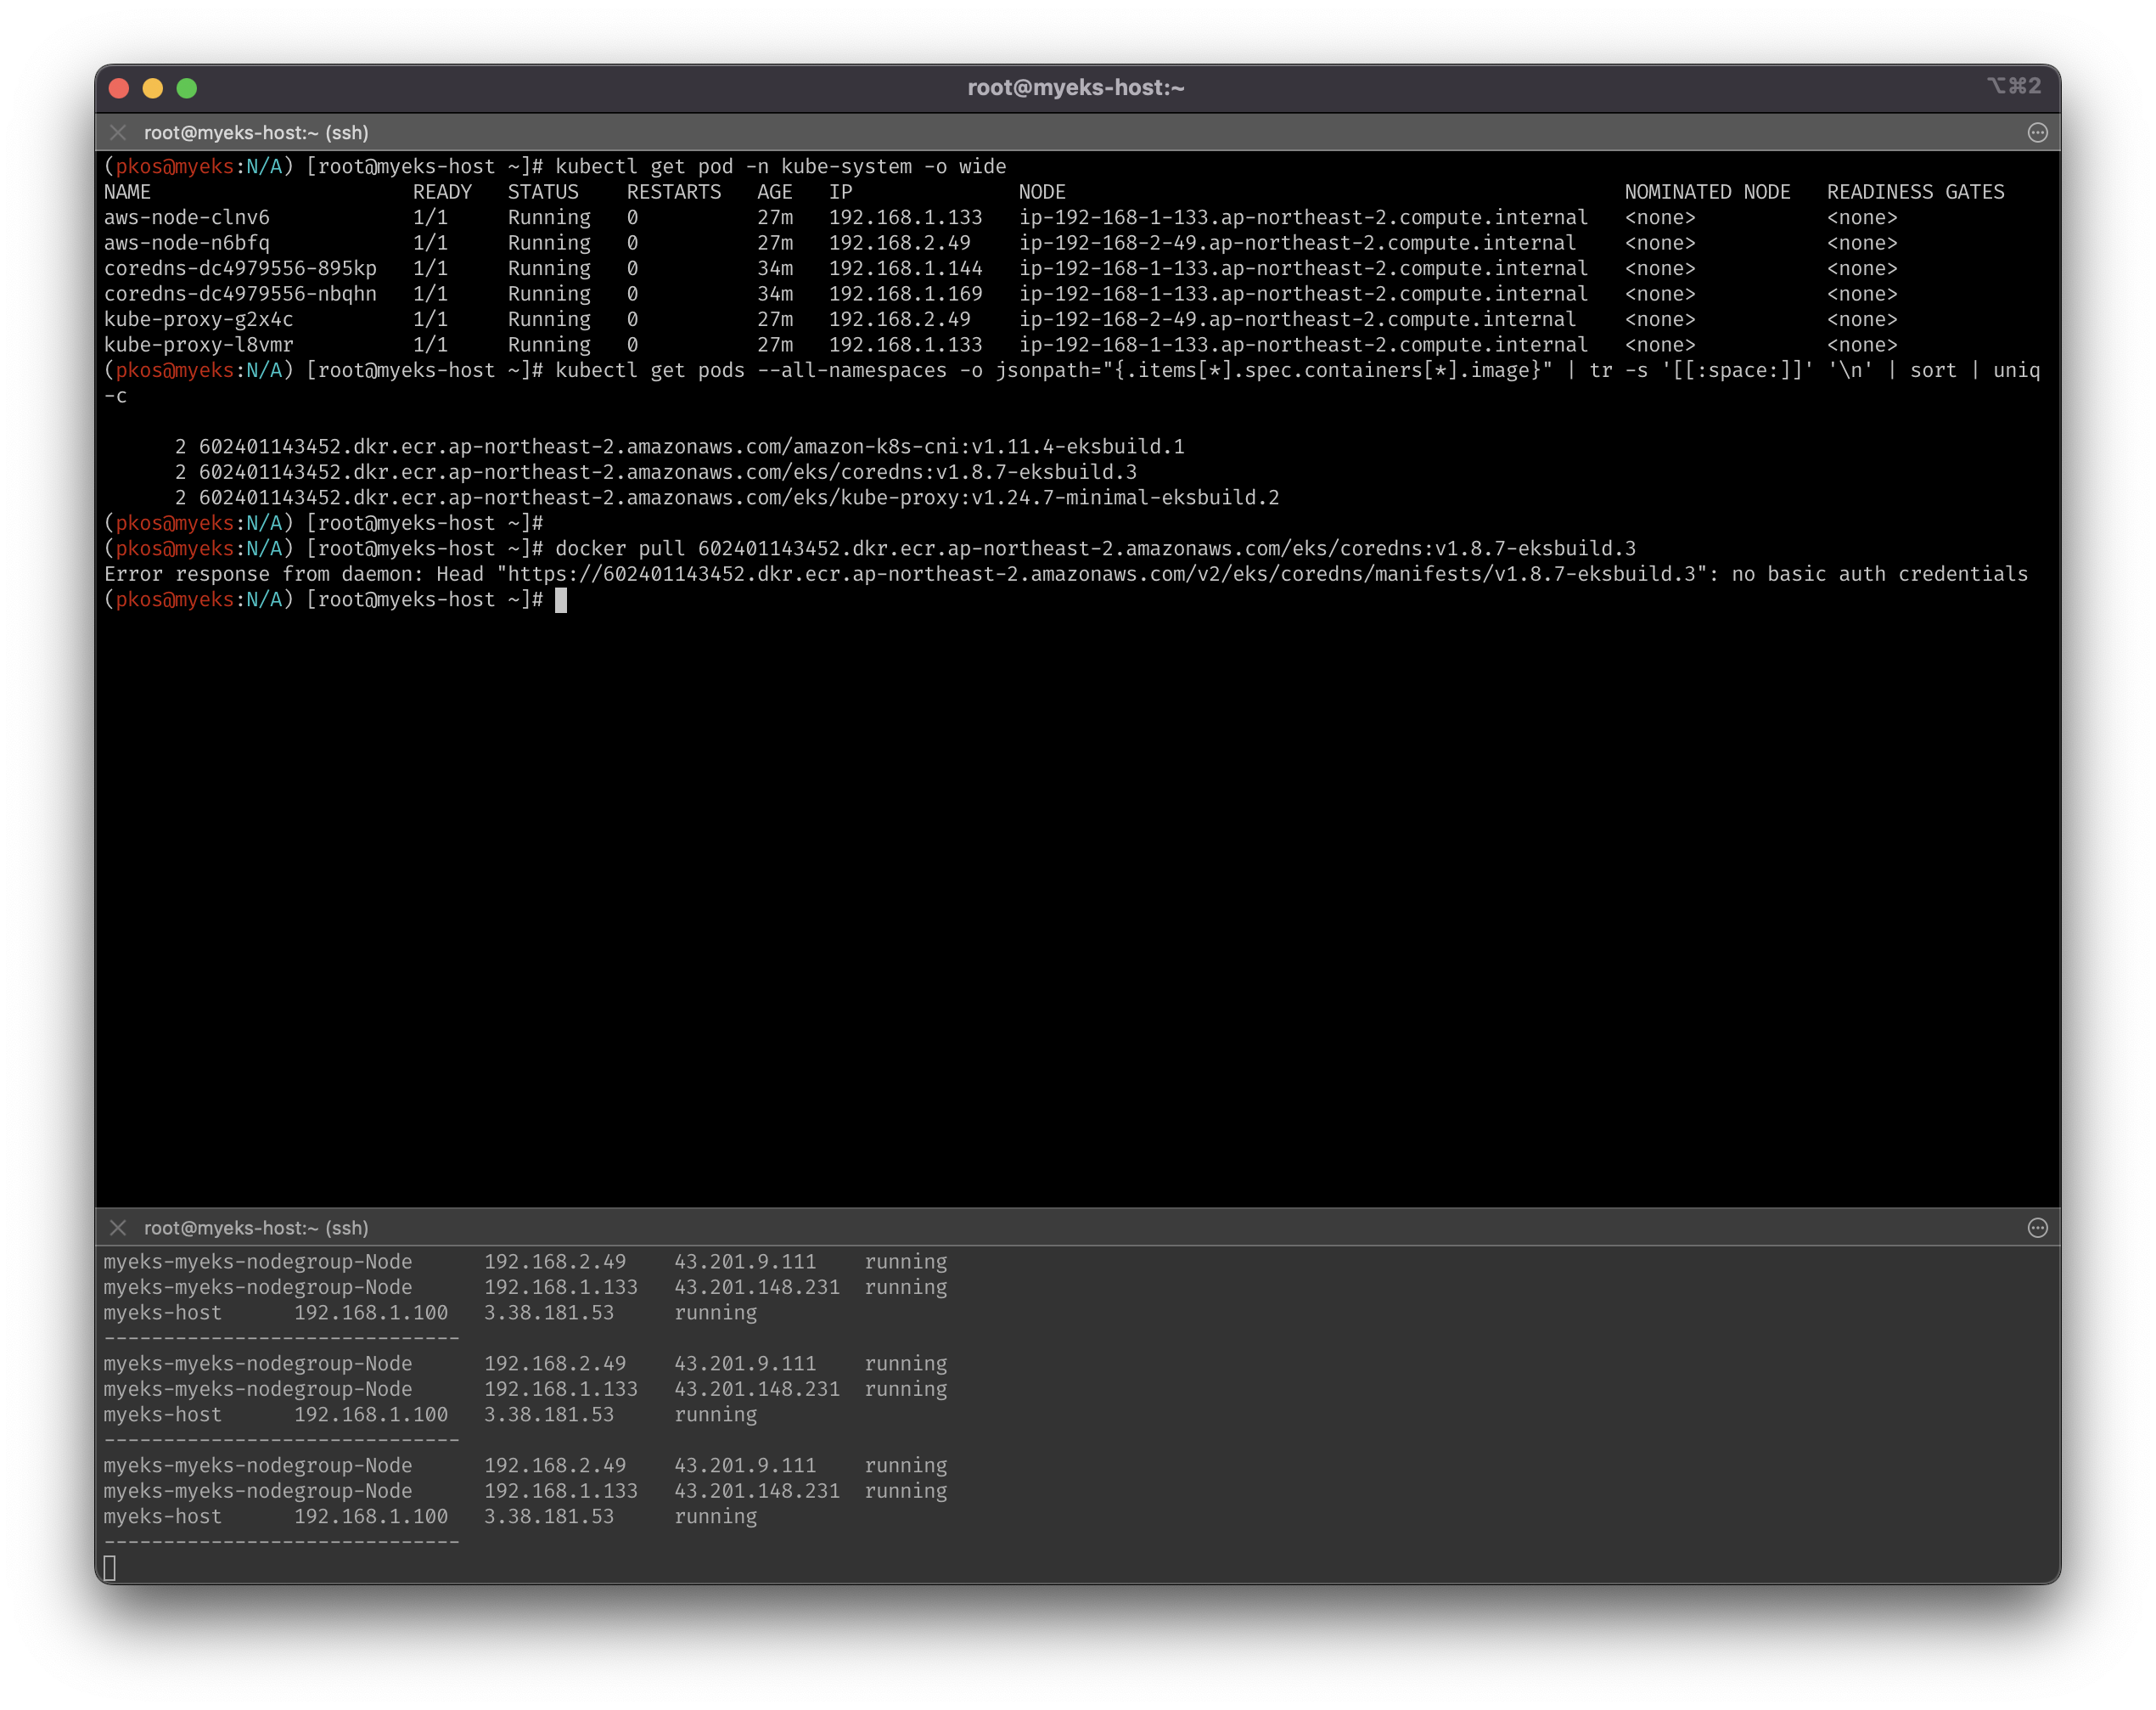 root@myeks-host:~
⌥⌘2
root@myeks-host:~ (ssh)
(pkos@myeks:N/A) [root@myeks-host ~]# kubectl get pod -n kube-system -o wide
NAME                      READY   STATUS    RESTARTS   AGE   IP              NODE                                               NOMINATED NODE   READINESS GATES
aws-node-clnv6            1/1     Running   0          27m   192.168.1.133   ip-192-168-1-133.ap-northeast-2.compute.internal   <none>           <none>
aws-node-n6bfq            1/1     Running   0          27m   192.168.2.49    ip-192-168-2-49.ap-northeast-2.compute.internal    <none>           <none>
coredns-dc4979556-895kp   1/1     Running   0          34m   192.168.1.144   ip-192-168-1-133.ap-northeast-2.compute.internal   <none>           <none>
coredns-dc4979556-nbqhn   1/1     Running   0          34m   192.168.1.169   ip-192-168-1-133.ap-northeast-2.compute.internal   <none>           <none>
kube-proxy-g2x4c          1/1     Running   0          27m   192.168.2.49    ip-192-168-2-49.ap-northeast-2.compute.internal    <none>           <none>
kube-proxy-l8vmr          1/1     Running   0          27m   192.168.1.133   ip-192-168-1-133.ap-northeast-2.compute.internal   <none>           <none>
(pkos@myeks:N/A) [root@myeks-host ~]# kubectl get pods --all-namespaces -o jsonpath="{.items[*].spec.containers[*].image}" | tr -s '[[:space:]]' '\n' | sort | uniq
-c
      2 602401143452.dkr.ecr.ap-northeast-2.amazonaws.com/amazon-k8s-cni:v1.11.4-eksbuild.1
      2 602401143452.dkr.ecr.ap-northeast-2.amazonaws.com/eks/coredns:v1.8.7-eksbuild.3
      2 602401143452.dkr.ecr.ap-northeast-2.amazonaws.com/eks/kube-proxy:v1.24.7-minimal-eksbuild.2
(pkos@myeks:N/A) [root@myeks-host ~]#
(pkos@myeks:N/A) [root@myeks-host ~]# docker pull 602401143452.dkr.ecr.ap-northeast-2.amazonaws.com/eks/coredns:v1.8.7-eksbuild.3
Error response from daemon: Head "https://602401143452.dkr.ecr.ap-northeast-2.amazonaws.com/v2/eks/coredns/manifests/v1.8.7-eksbuild.3": no basic auth credentials
(pkos@myeks:N/A) [root@myeks-host ~]#
root@myeks-host:~ (ssh)
myeks-myeks-nodegroup-Node      192.168.2.49    43.201.9.111    running
myeks-myeks-nodegroup-Node      192.168.1.133   43.201.148.231  running
myeks-host      192.168.1.100   3.38.181.53     running
------------------------------
myeks-myeks-nodegroup-Node      192.168.2.49    43.201.9.111    running
myeks-myeks-nodegroup-Node      192.168.1.133   43.201.148.231  running
myeks-host      192.168.1.100   3.38.181.53     running
------------------------------
myeks-myeks-nodegroup-Node      192.168.2.49    43.201.9.111    running
myeks-myeks-nodegroup-Node      192.168.1.133   43.201.148.231  running
myeks-host      192.168.1.100   3.38.181.53     running
------------------------------